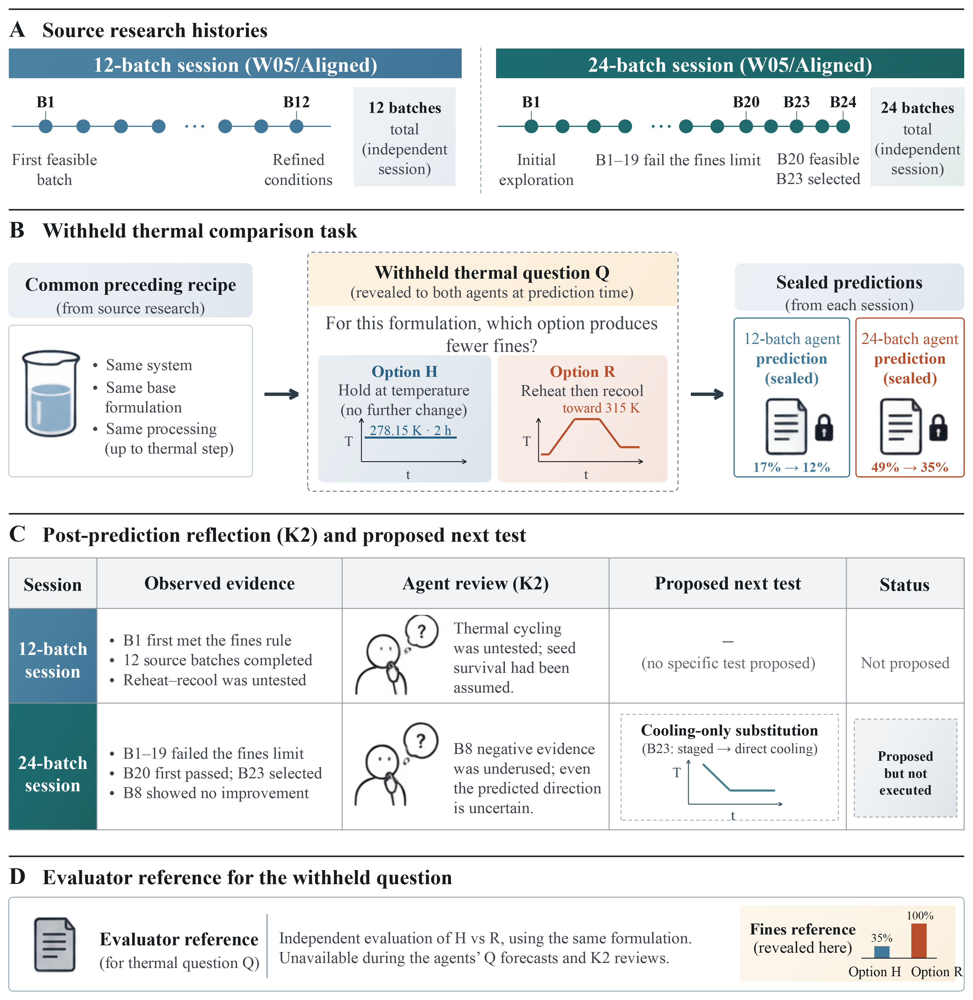 A Source research histories
12-batch session (W05/Aligned)
B1
B12
...
First feasible
batch
Refined
conditions
12 batches
total
(independent
session)
24-batch session (W05/Aligned)
B1
B20
B23
B24
...
Initial
exploration
B1–19 fail the fines limit
B20 feasible
B23 selected
24 batches
total
(independent
session)
B Withheld thermal comparison task
Common preceding recipe
(from source research)
• Same system
• Same base
formulation
• Same processing
(up to thermal step)
Withheld thermal question Q
(revealed to both agents at prediction time)
For this formulation, which option produces
fewer fines?
Option H
Hold at temperature
(no further change)
278.15 K · 2 h
T
t
Option R
Reheat then recool
toward 315 K
T
t
Sealed predictions
(from each session)
12-batch agent
prediction
(sealed)
17% → 12%
24-batch agent
prediction
(sealed)
49% → 35%
C Post-prediction reflection (K2) and proposed next test
Session
Observed evidence
Agent review (K2)
Proposed next test
Status
12-batch
session
• B1 first met the fines rule
• 12 source batches completed
• Reheat–recool was untested
?
Thermal cycling
was untested; seed
survival had been
assumed.
–
(no specific test proposed)
Not proposed
24-batch
session
• B1–19 failed the fines limit
• B20 first passed; B23 selected
• B8 showed no improvement
?
B8 negative evidence
was underused; even
the predicted direction
is uncertain.
Cooling-only substitution
(B23: staged → direct cooling)
T
t
Proposed
but not
executed
D Evaluator reference for the withheld question
Evaluator reference
(for thermal question Q)
Independent evaluation of H vs R, using the same formulation.
Unavailable during the agents’ Q forecasts and K2 reviews.
Fines reference
(revealed here)
35%
100%
Option H
Option R